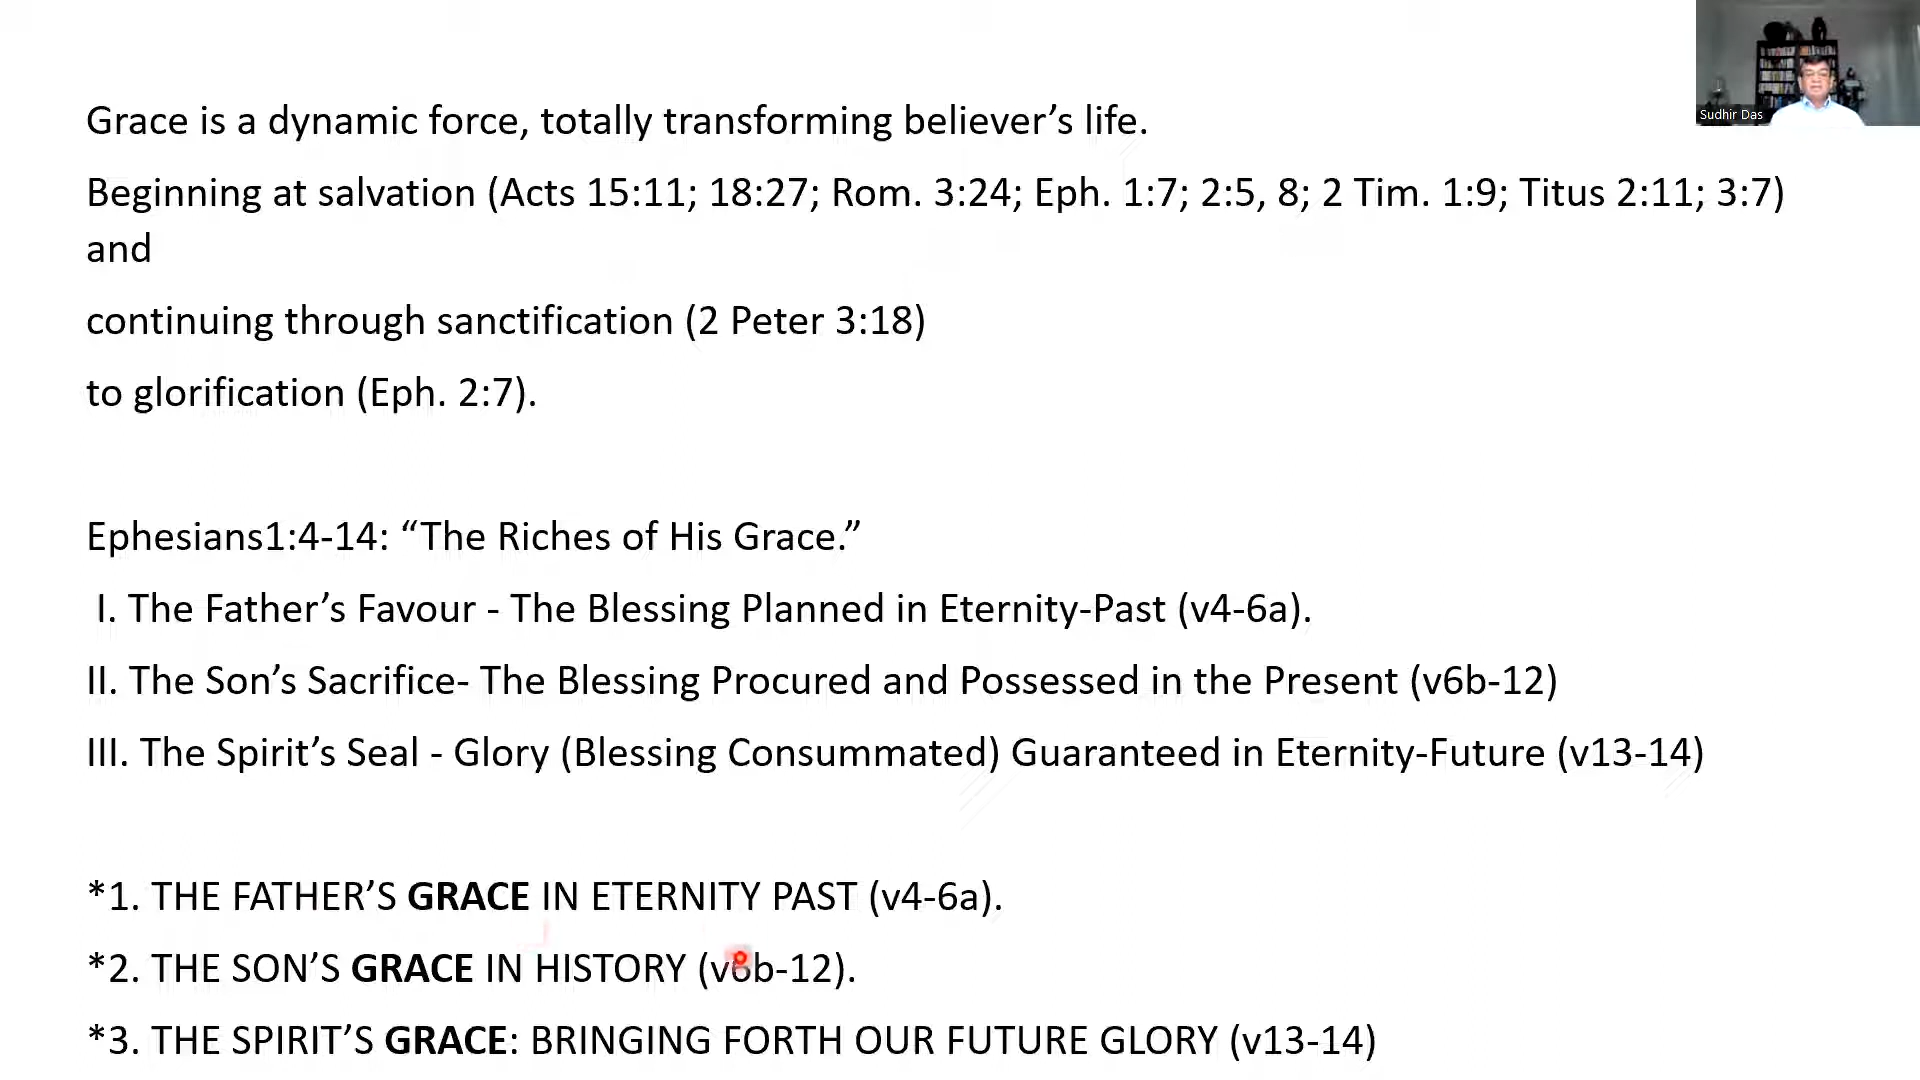 Grace is a dynamic force, totally transforming believer’s life.
Beginning at salvation (Acts 15:11; 18:27; Rom. 3:24; Eph. 1:7; 2:5, 8; 2 Tim. 1:9; Titus 2:11; 3:7)
and
continuing through sanctification (2 Peter 3:18)
to glorification (Eph. 2:7).
Ephesians1:4-14: “The Riches of His Grace.”
I. The Father’s Favour - The Blessing Planned in Eternity-Past (v4-6a).
II. The Son’s Sacrifice- The Blessing Procured and Possessed in the Present (v6b-12)
III. The Spirit’s Seal - Glory (Blessing Consummated) Guaranteed in Eternity-Future (v13-14)
*1. THE FATHER’S GRACE IN ETERNITY PAST (v4-6a).
*2. THE SON’S GRACE IN HISTORY (v6b-12).
*3. THE SPIRIT’S GRACE: BRINGING FORTH OUR FUTURE GLORY (v13-14)
Sudhir Das